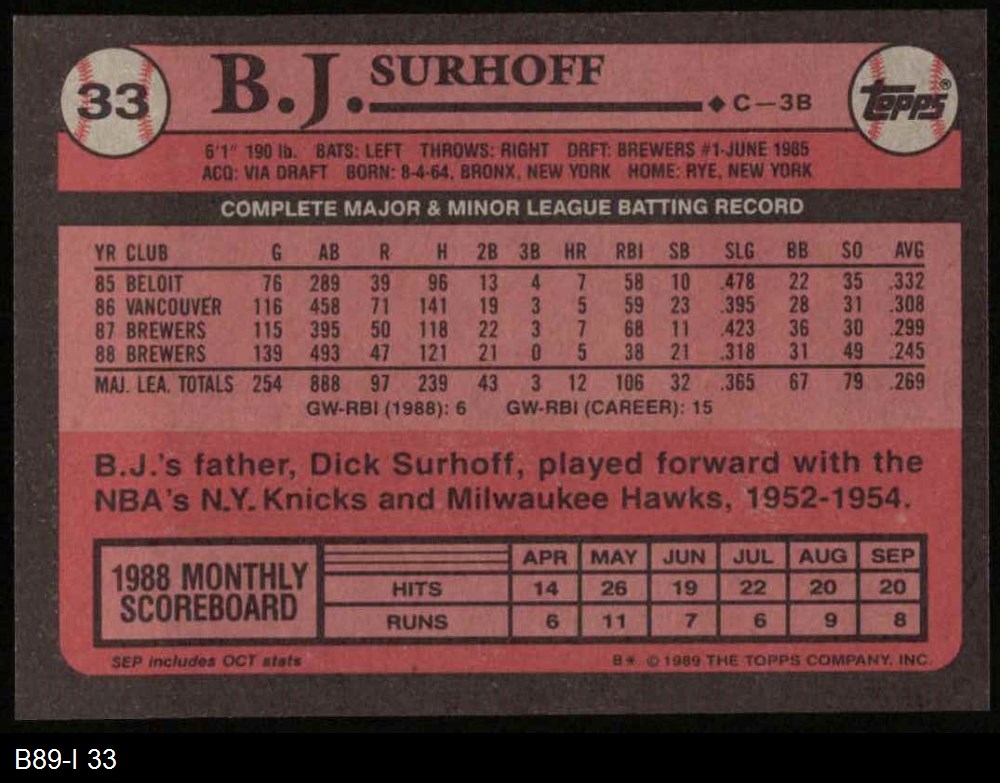 33
B.J. SURHOFF
C—3B
topps®
6'1" 190 lb. BATS: LEFT THROWS: RIGHT DRFT: BREWERS #1-JUNE 1985
ACQ: VIA DRAFT BORN: 8-4-64, BRONX, NEW YORK HOME: RYE, NEW YORK
COMPLETE MAJOR & MINOR LEAGUE BATTING RECORD
YR CLUB G AB R H 2B 3B HR RBI SB SLG BB SO AVG
85 BELOIT 76 289 39 96 13 4 7 58 10 .478 22 35 .332
86 VANCOUVER 116 458 71 141 19 3 5 59 23 .395 28 31 .308
87 BREWERS 115 395 50 118 22 3 7 68 11 .423 36 30 .299
88 BREWERS 139 493 47 121 21 0 5 38 21 .318 31 49 .245
MAJ. LEA. TOTALS 254 888 97 239 43 3 12 106 32 .365 67 79 .269
GW-RBI (1988): 6 GW-RBI (CAREER): 15
B.J.'s father, Dick Surhoff, played forward with the
NBA's N.Y. Knicks and Milwaukee Hawks, 1952-1954.
1988 MONTHLY
SCOREBOARD
APR MAY JUN JUL AUG SEP
HITS 14 26 19 22 20 20
RUNS 6 11 7 6 9 8
SEP includes OCT stats
B* © 1989 THE TOPPS COMPANY, INC.
B89-I 33